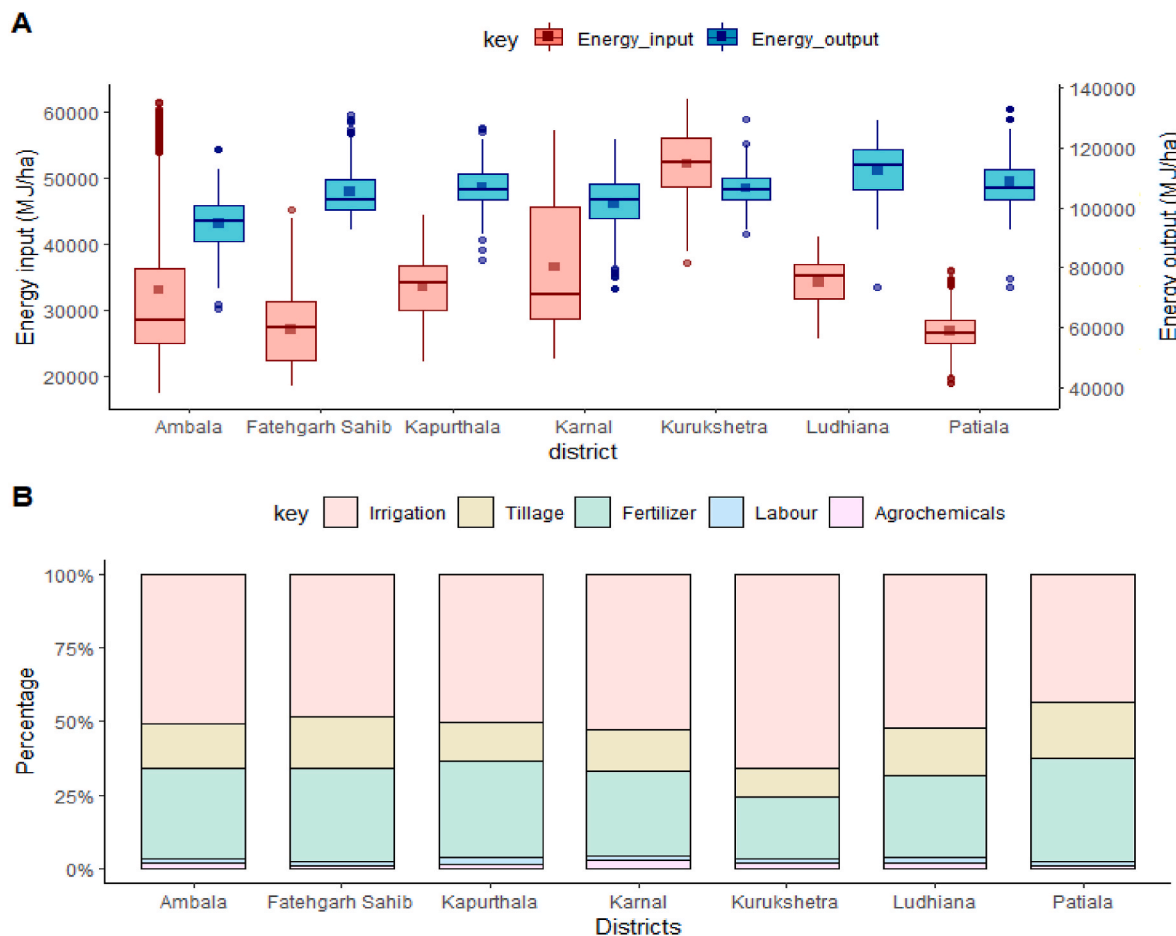 A
key Energy_input Energy_output
Energy input (MJ/ha)
60000
50000
40000
30000
20000
140000
120000
100000
80000
60000
40000
Energy output (MJ/ha)
Ambala Fatehgarh Sahib Kapurthala Karnal Kurukshetra Ludhiana Patiala
district
B
key Irrigation Tillage Fertilizer Labour Agrochemicals
Percentage
100%
75%
50%
25%
0%
Ambala Fatehgarh Sahib Kapurthala Karnal Kurukshetra Ludhiana Patiala
Districts